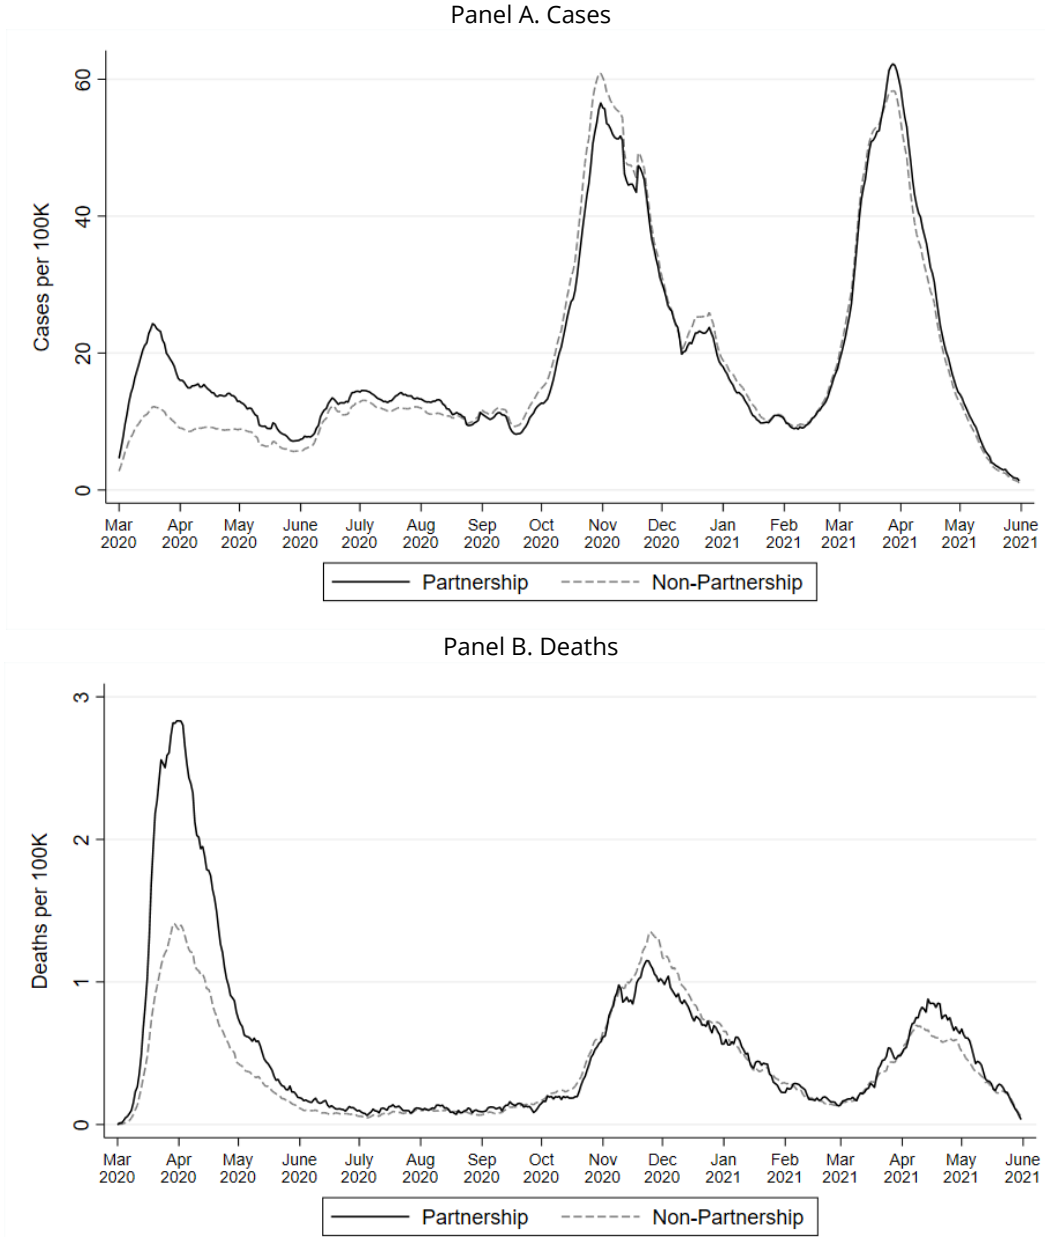 Panel A. Cases
Cases per 100K
60
40
20
0
Mar Apr May June July Aug Sep Oct Nov Dec Jan Feb Mar Apr May June
2020 2020 2020 2020 2020 2020 2020 2020 2020 2020 2021 2021 2021 2021 2021 2021
Partnership Non-Partnership
Panel B. Deaths
Deaths per 100K
3
2
1
0
Mar Apr May June July Aug Sep Oct Nov Dec Jan Feb Mar Apr May June
2020 2020 2020 2020 2020 2020 2020 2020 2020 2020 2021 2021 2021 2021 2021 2021
Partnership Non-Partnership